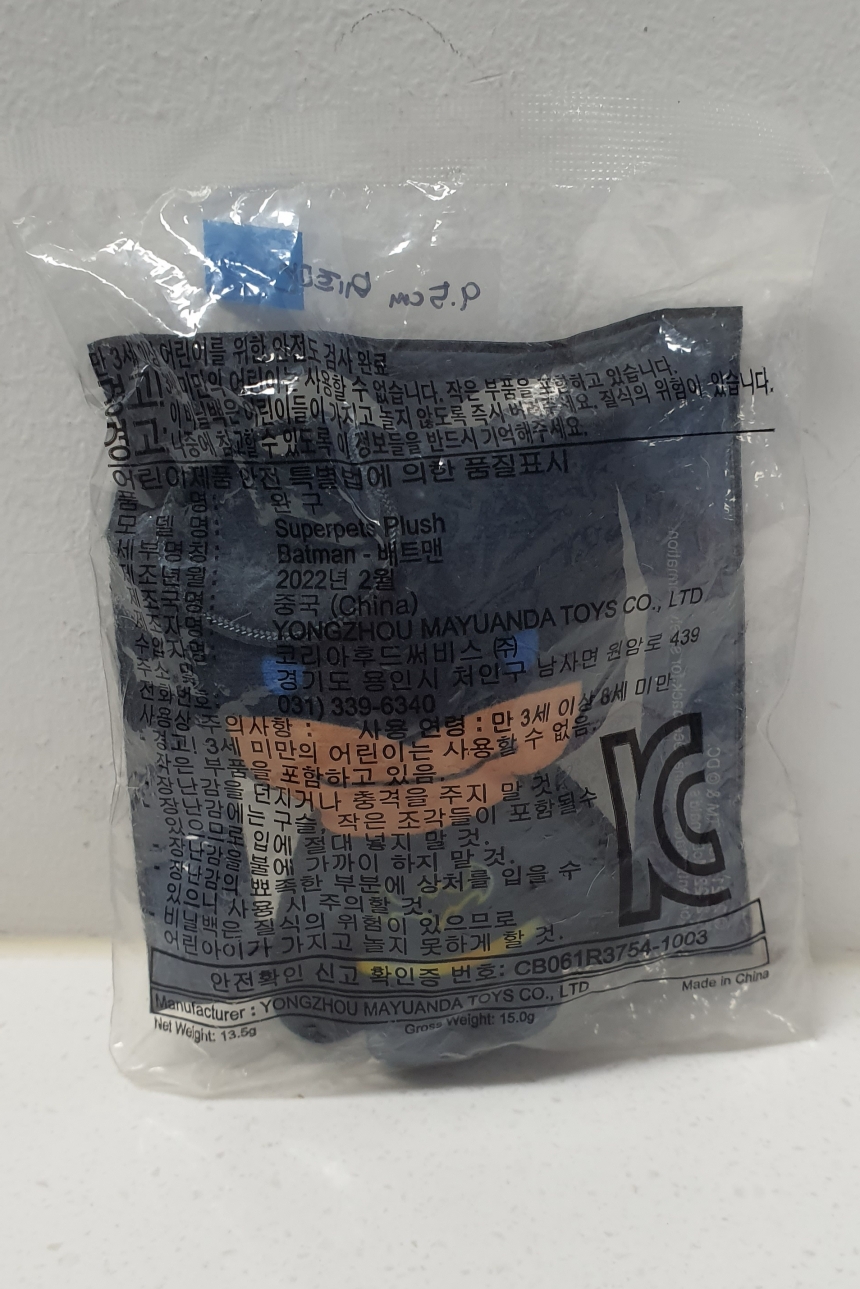 9.5cm
만 3세 어린이를 위한 안전도 검사 완료
경고! 3세 미만의 어린이는 사용할 수 없습니다. 작은 부품을 포함하고 있습니다.
경고. 이 비닐백은 어린이들이 가지고 놀지 않도록 즉시 버려주세요. 질식의 위험이 있습니다.
나중에 참고할 수 있도록 이 정보들을 반드시 기억해주세요.
어린이제품 안전 특별법에 의한 품질표시
품 명 : 완 구
모 델 명 : Superpets Plush
세부명칭 : Batman - 배트맨
제조년월 : 2022년 2월
제조국명 : 중국 (China)
제조자명 : YONGZHOU MAYUANDA TOYS CO., LTD
수입자명 : 코리아후드써비스 ㈜
주소 및 경기도 용인시 처인구 남사면 원암로 439
전화번호 : 031) 339-6340
사용상 주의사항 : 사용 연령 : 만 3세 이상 8세 미만
경고! 3세 미만의 어린이는 사용할 수 없음.
작은 부품을 포함하고 있음.
장난감을 던지거나 충격을 주지 말 것.
장난감에는 구슬, 작은 조각들이 포함될수
있으므로 입에 절대 넣지 말 것.
장난감을 불에 가까이 하지 말 것.
장난감의 뾰족한 부분에 상처를 입을 수
있으니 사용 시 주의할 것.
비닐백은 질식의 위험이 있으므로
어린아이가 가지고 놀지 못하게 할 것.
안전확인 신고 확인증 번호: CB061R3754-1003
Manufacturer : YONGZHOU MAYUANDA TOYS CO., LTD
Made in China
Net Weight: 13.5g
Gross Weight: 15.0g